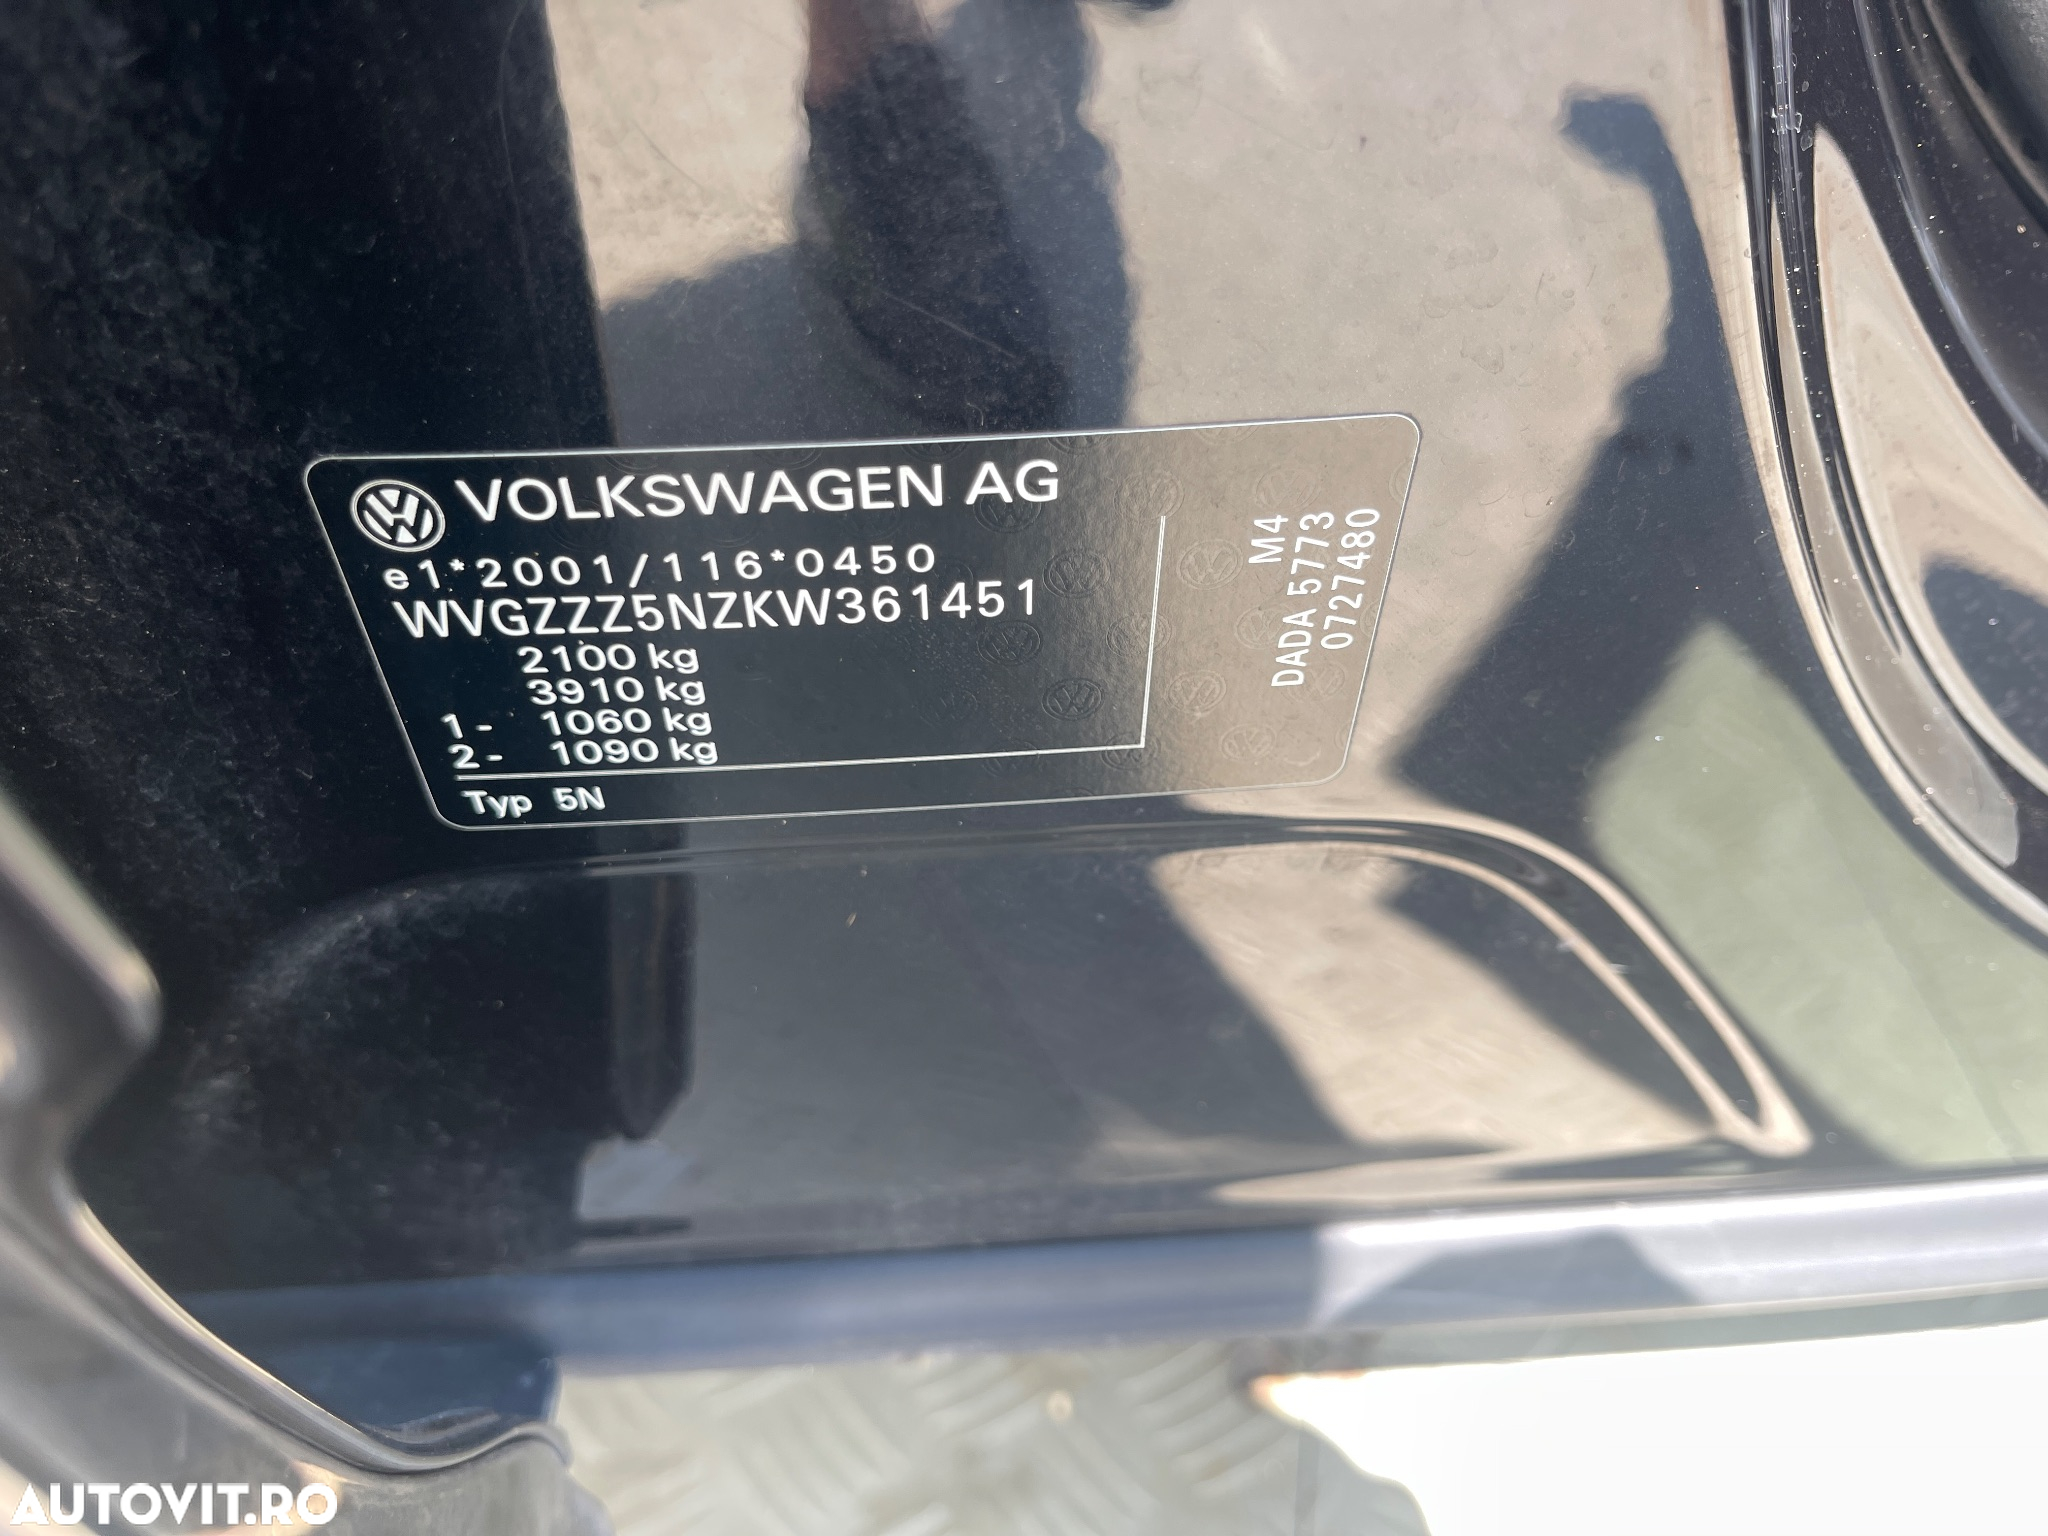 VOLKSWAGEN AG
e1*2001/116*0450
WVGZZZ5NZKW361451
2100 kg
3910 kg
1- 1060 kg
2- 1090 kg
Typ 5N
M4
DADA 57773
0727480
AUTOVIT.RO